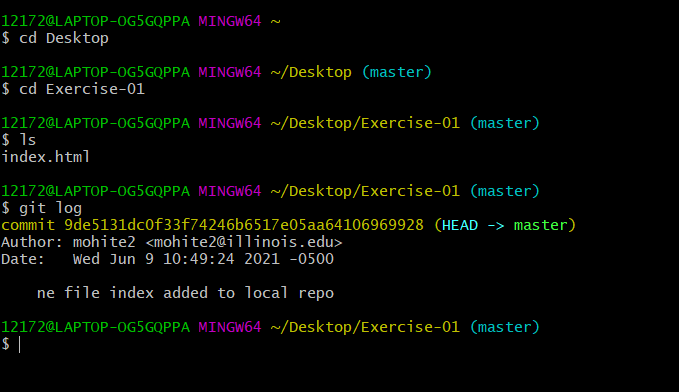 12172@LAPTOP-OG5GQPPA MINGW64 ~
$ cd Desktop
12172@LAPTOP-OG5GQPPA MINGW64 ~/Desktop (master)
$ cd Exercise-01
12172@LAPTOP-OG5GQPPA MINGW64 ~/Desktop/Exercise-01 (master)
$ ls
index.html
12172@LAPTOP-OG5GQPPA MINGW64 ~/Desktop/Exercise-01 (master)
$ git log
commit 9de5131dc0f33f74246b6517e05aa64106969928 (HEAD -> master)
Author: mohite2 <mohite2@illinois.edu>
Date:   Wed Jun 9 10:49:24 2021 -0500
    ne file index added to local repo
12172@LAPTOP-OG5GQPPA MINGW64 ~/Desktop/Exercise-01 (master)
$